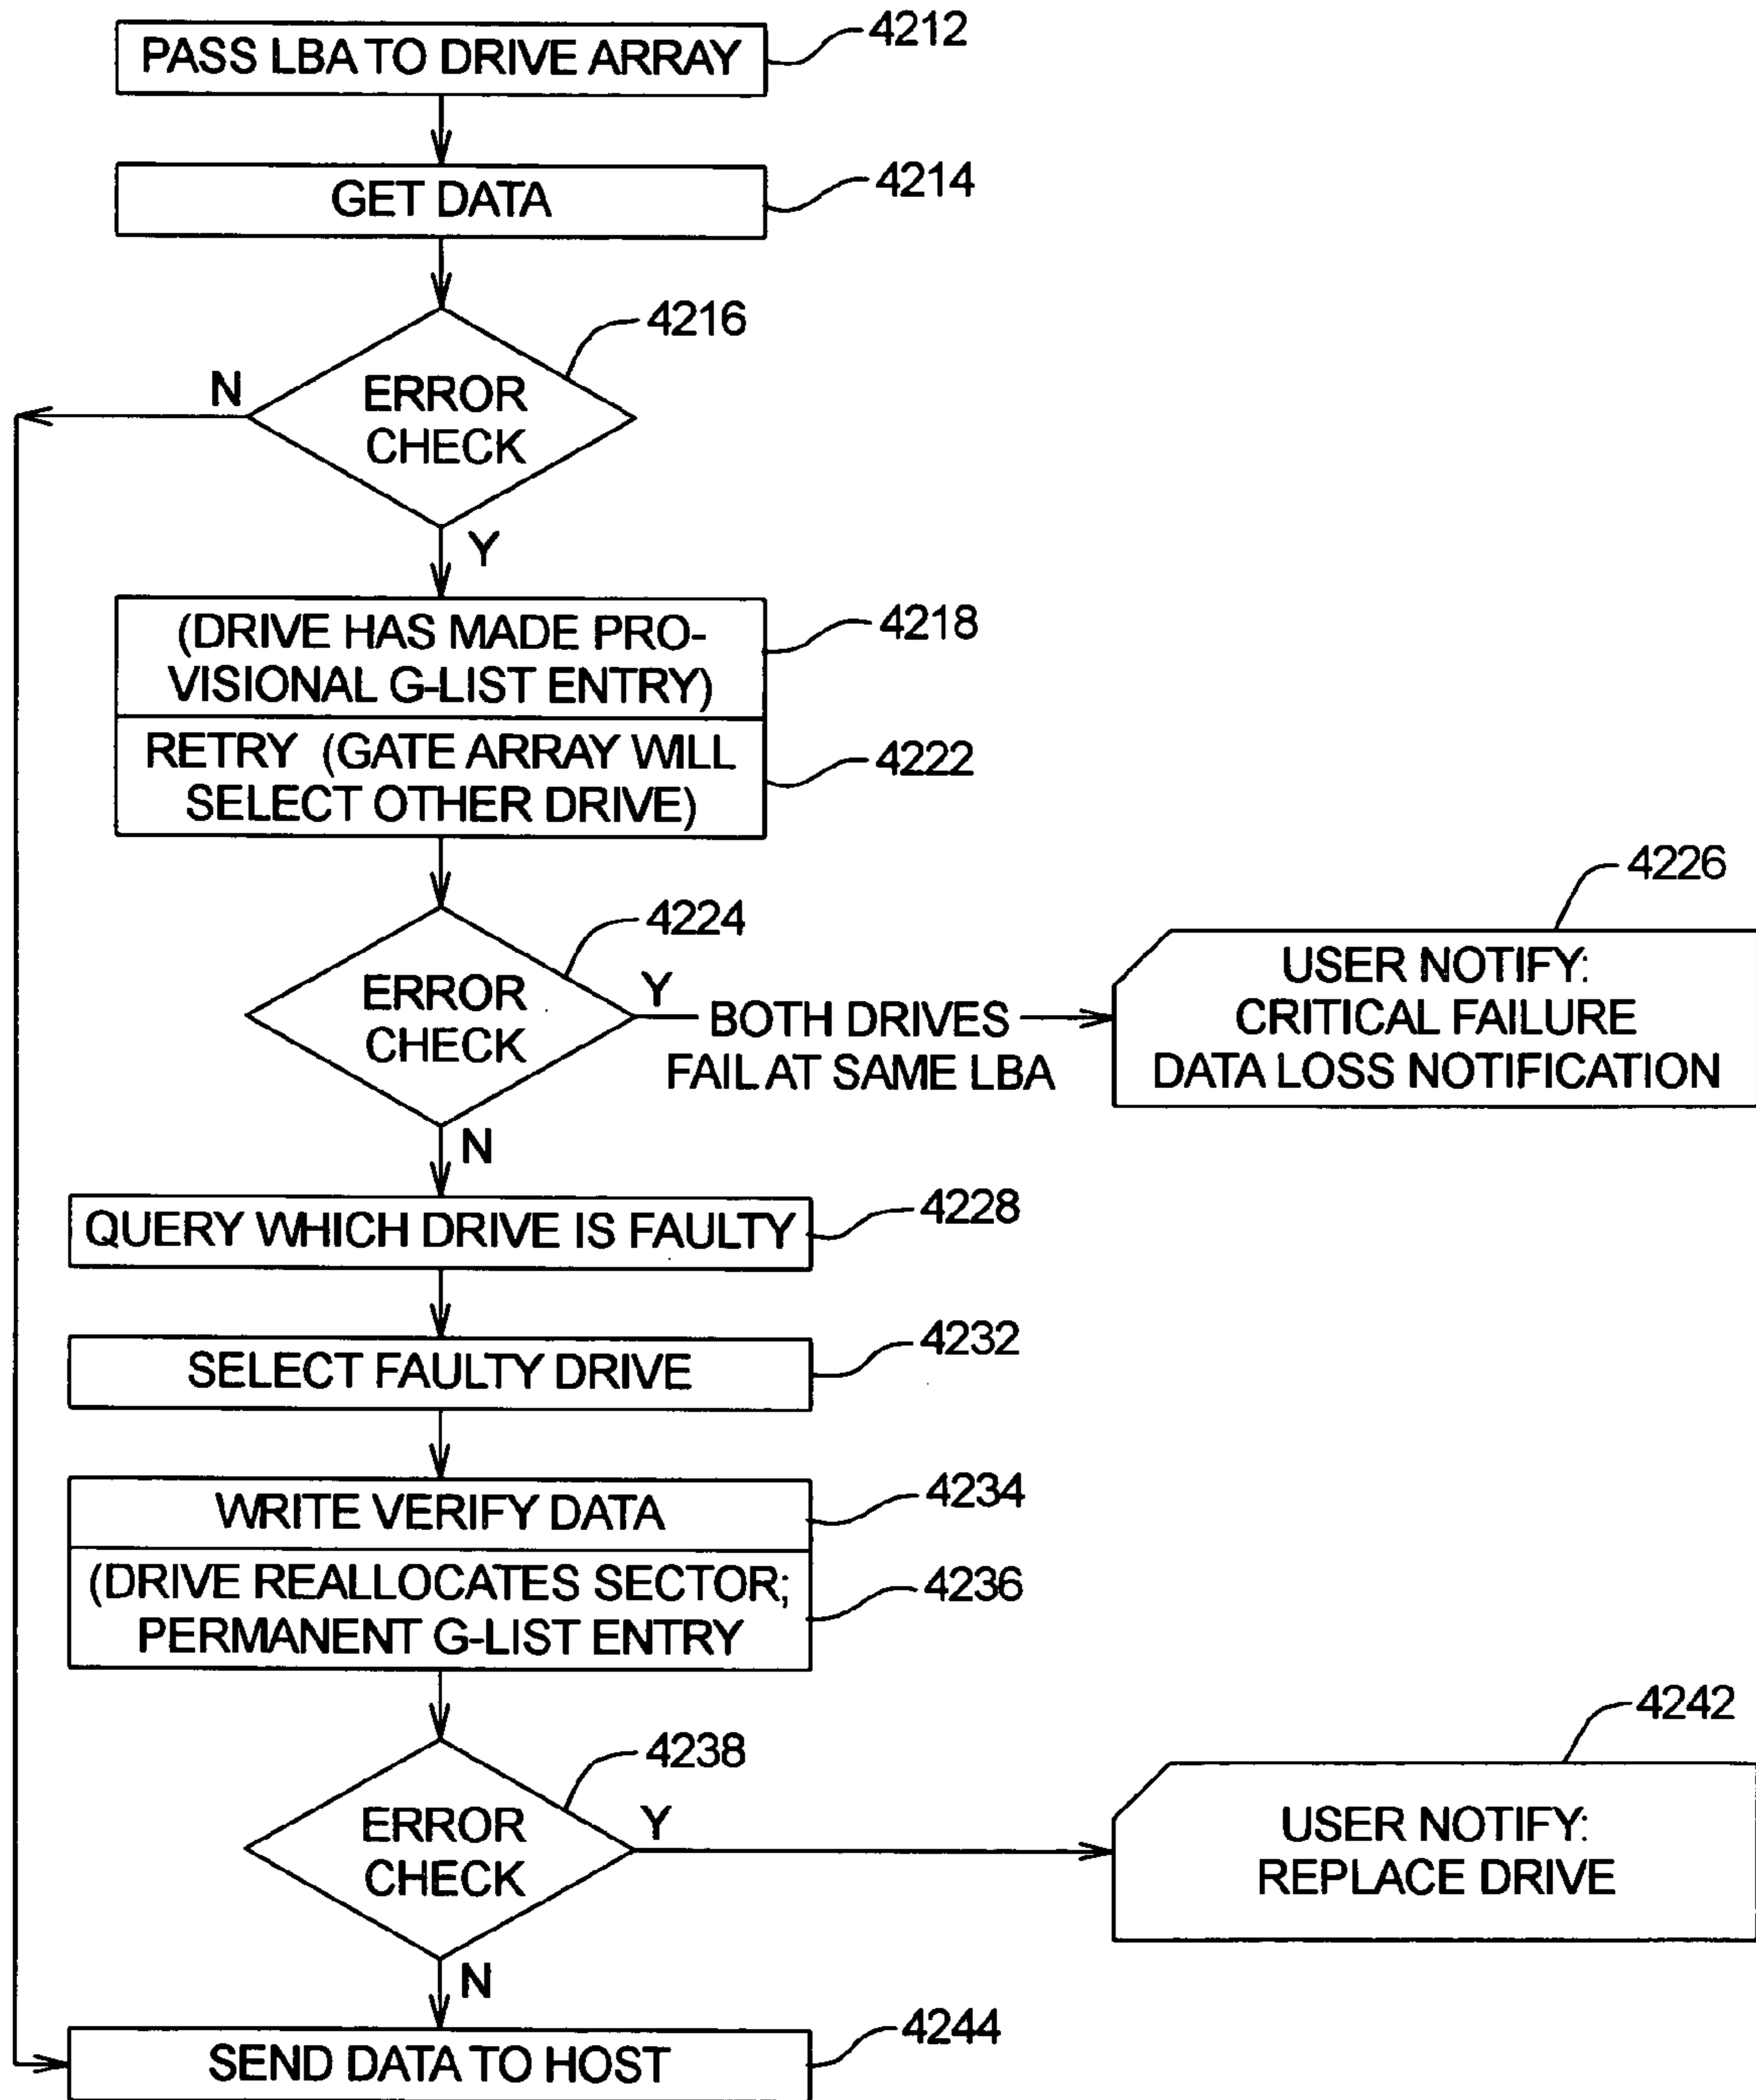 PASS LBA TO DRIVE ARRAY
4212
GET DATA
4214
4216
N
ERROR
CHECK
Y
(DRIVE HAS MADE PRO-
VISIONAL G-LIST ENTRY)
4218
RETRY (GATE ARRAY WILL
SELECT OTHER DRIVE)
4222
4224
ERROR
CHECK
Y
BOTH DRIVES
FAIL AT SAME LBA
4226
USER NOTIFY:
CRITICAL FAILURE
DATA LOSS NOTIFICATION
N
QUERY WHICH DRIVE IS FAULTY
4228
SELECT FAULTY DRIVE
4232
WRITE VERIFY DATA
4234
(DRIVE REALLOCATES SECTOR;
PERMANENT G-LIST ENTRY
4236
4238
ERROR
CHECK
Y
4242
USER NOTIFY:
REPLACE DRIVE
N
SEND DATA TO HOST
4244